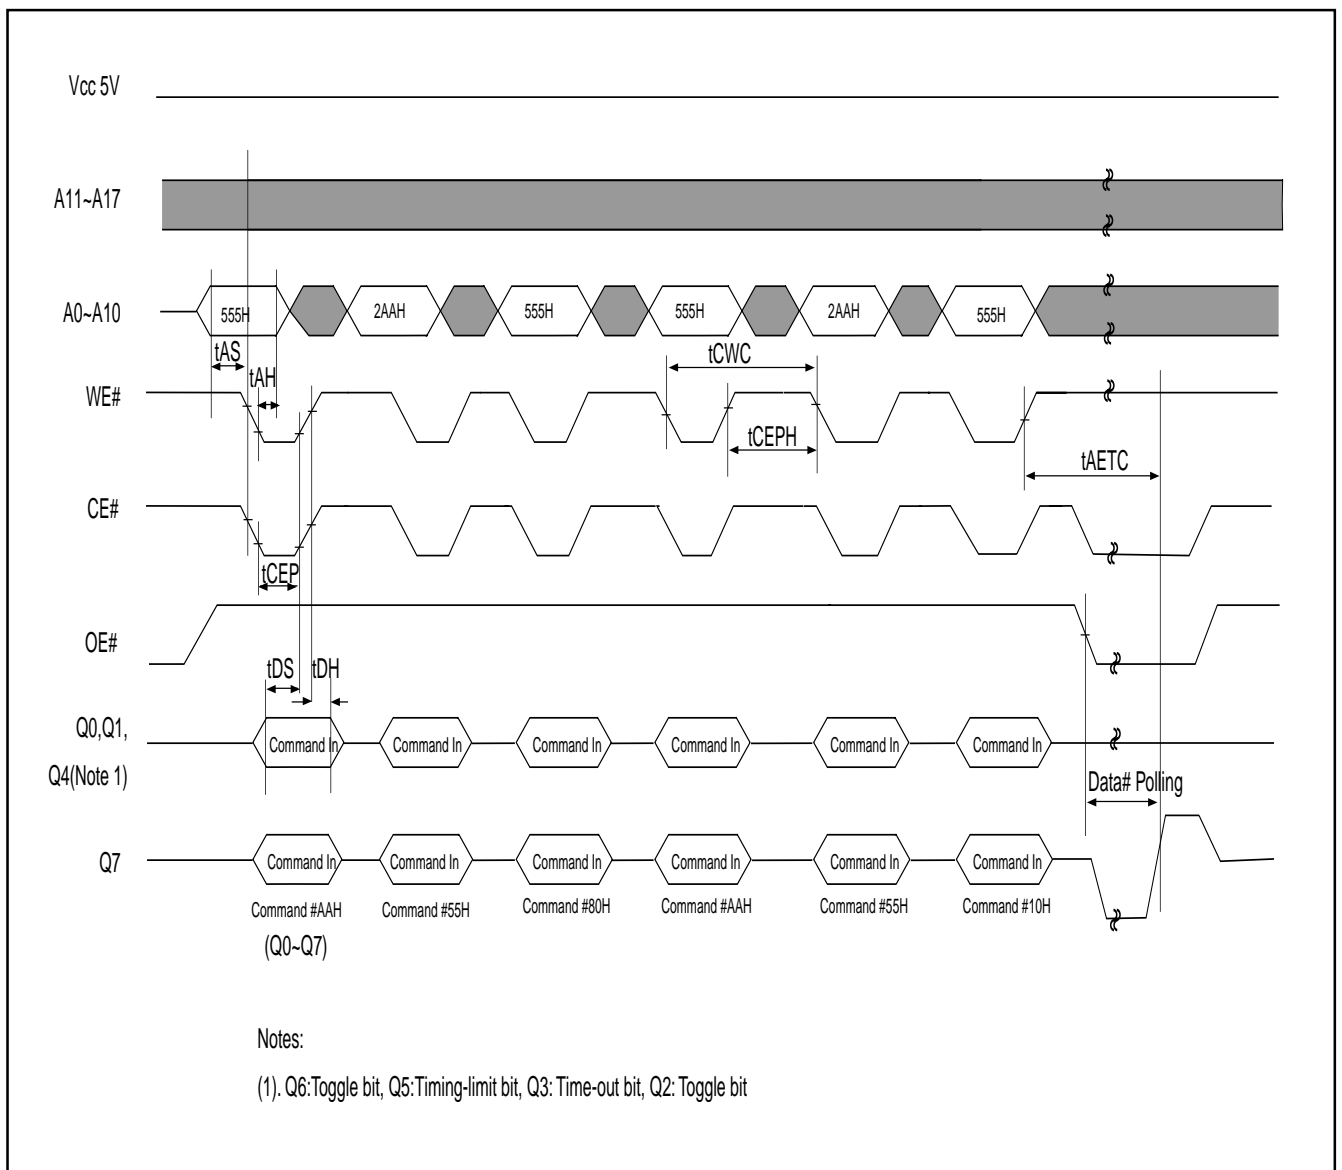 Vcc 5V
A11~A17
A0~A10
555H
2AAH
555H
555H
2AAH
555H
tAS
tAH
tCWC
WE#
tCEPH
tAETC
CE#
tCEP
OE#
tDS
tDH
Q0,Q1,
Q4(Note 1)
Command In
Command In
Command In
Command In
Command In
Command In
Data# Polling
Q7
Command In
Command In
Command In
Command In
Command In
Command In
Command #AAH
Command #55H
Command #80H
Command #AAH
Command #55H
Command #10H
(Q0~Q7)
Notes:
(1). Q6:Toggle bit, Q5:Timing-limit bit, Q3: Time-out bit, Q2: Toggle bit